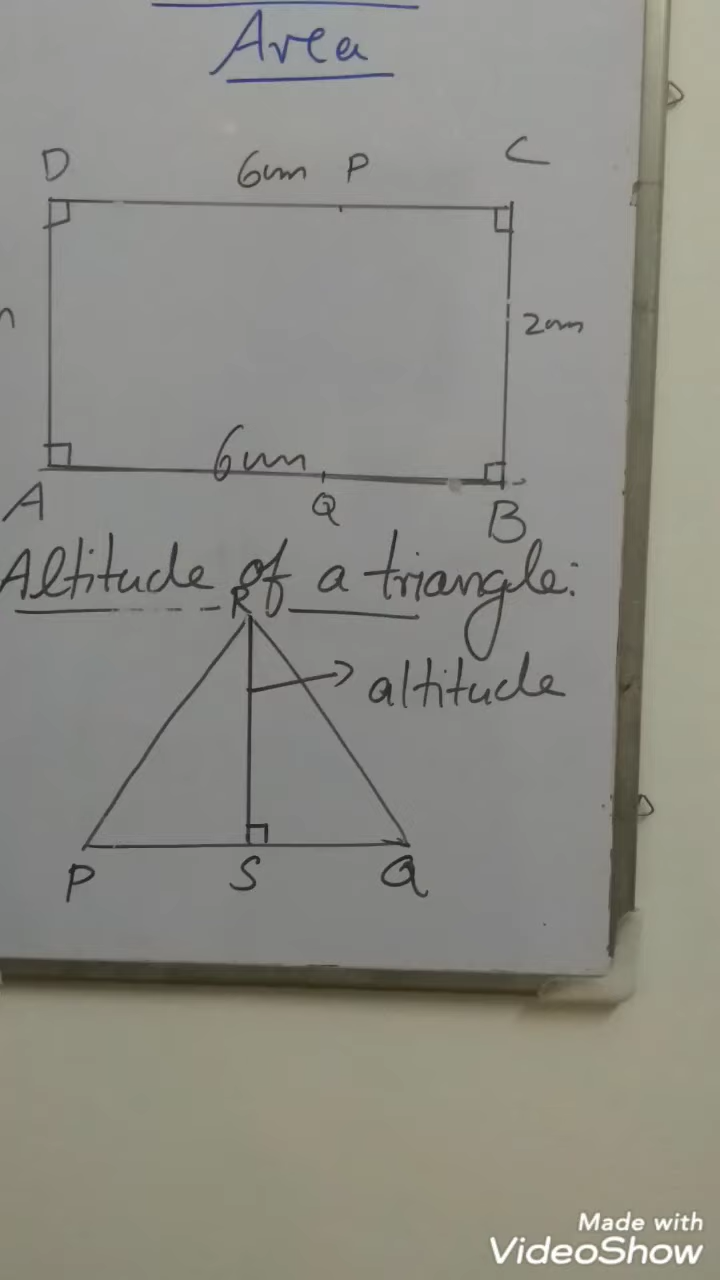 Area
D 6cm P C
2cm
6cm
A Q B
Altitude of a triangle:
R
altitude
P S Q
Made with
VideoShow